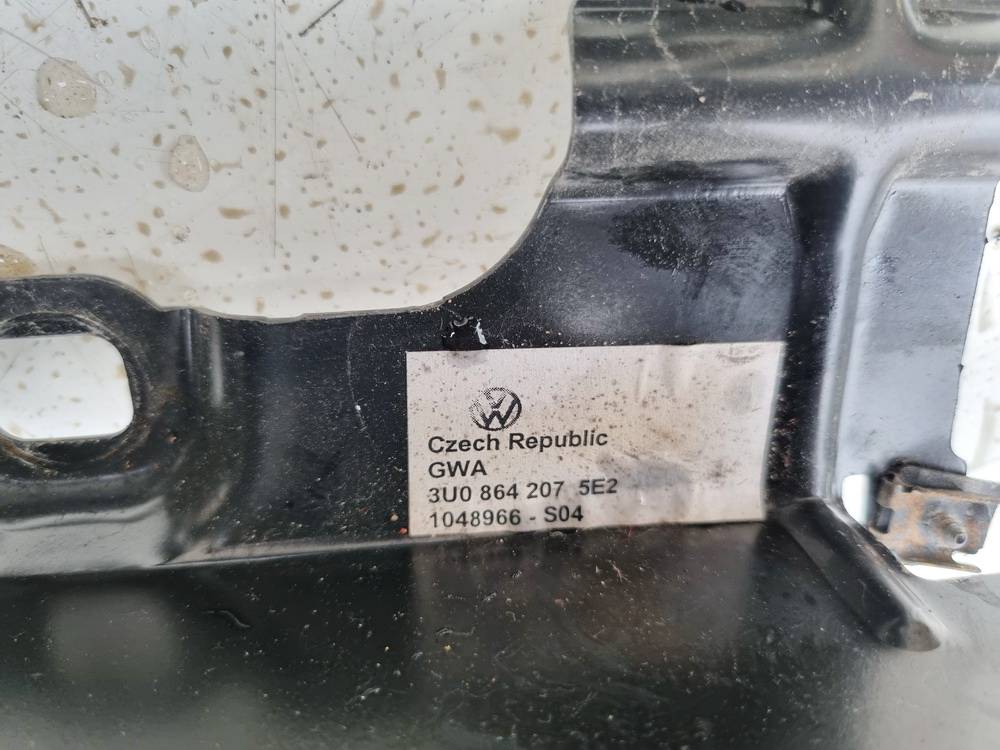 Czech Republic
GWA
3U0 864 207 5E2
1048966 - S04